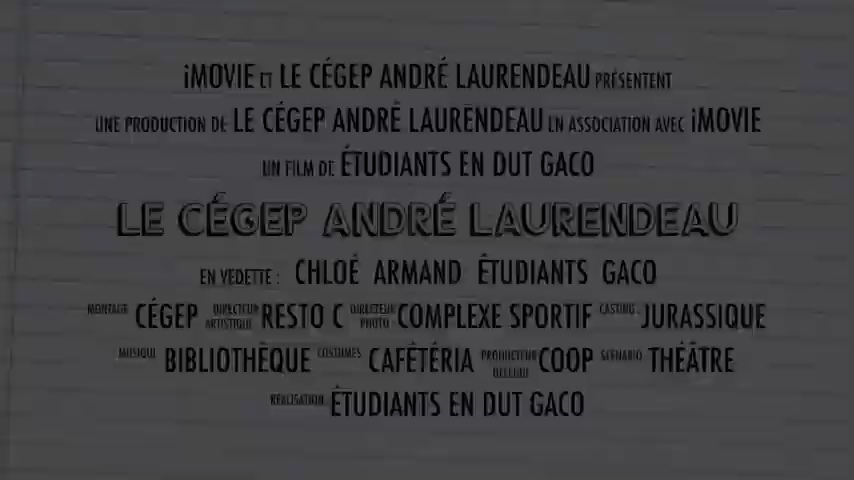 iMOVIE ET LE CÉGEP ANDRÉ LAURENDEAU PRÉSENTENT
UNE PRODUCTION DE LE CÉGEP ANDRÉ LAURENDEAU EN ASSOCIATION AVEC iMOVIE
UN FILM DE ÉTUDIANTS EN DUT GACO
LE CÉGEP ANDRÉ LAURENDEAU
EN VEDETTE : CHLOÉ ARMAND ÉTUDIANTS GACO
MONTAGE CÉGEP DIRECTEUR ARTISTIQUE RESTO C DIRECTEUR PHOTO COMPLEXE SPORTIF CASTING : JURASSIQUE
MUSIQUE BIBLIOTHÈQUE COSTUMES CAFÉTÉRIA PRODUCTEUR DÉLÉGUÉ COOP SCÉNARIO THÉÂTRE
RÉALISATION ÉTUDIANTS EN DUT GACO